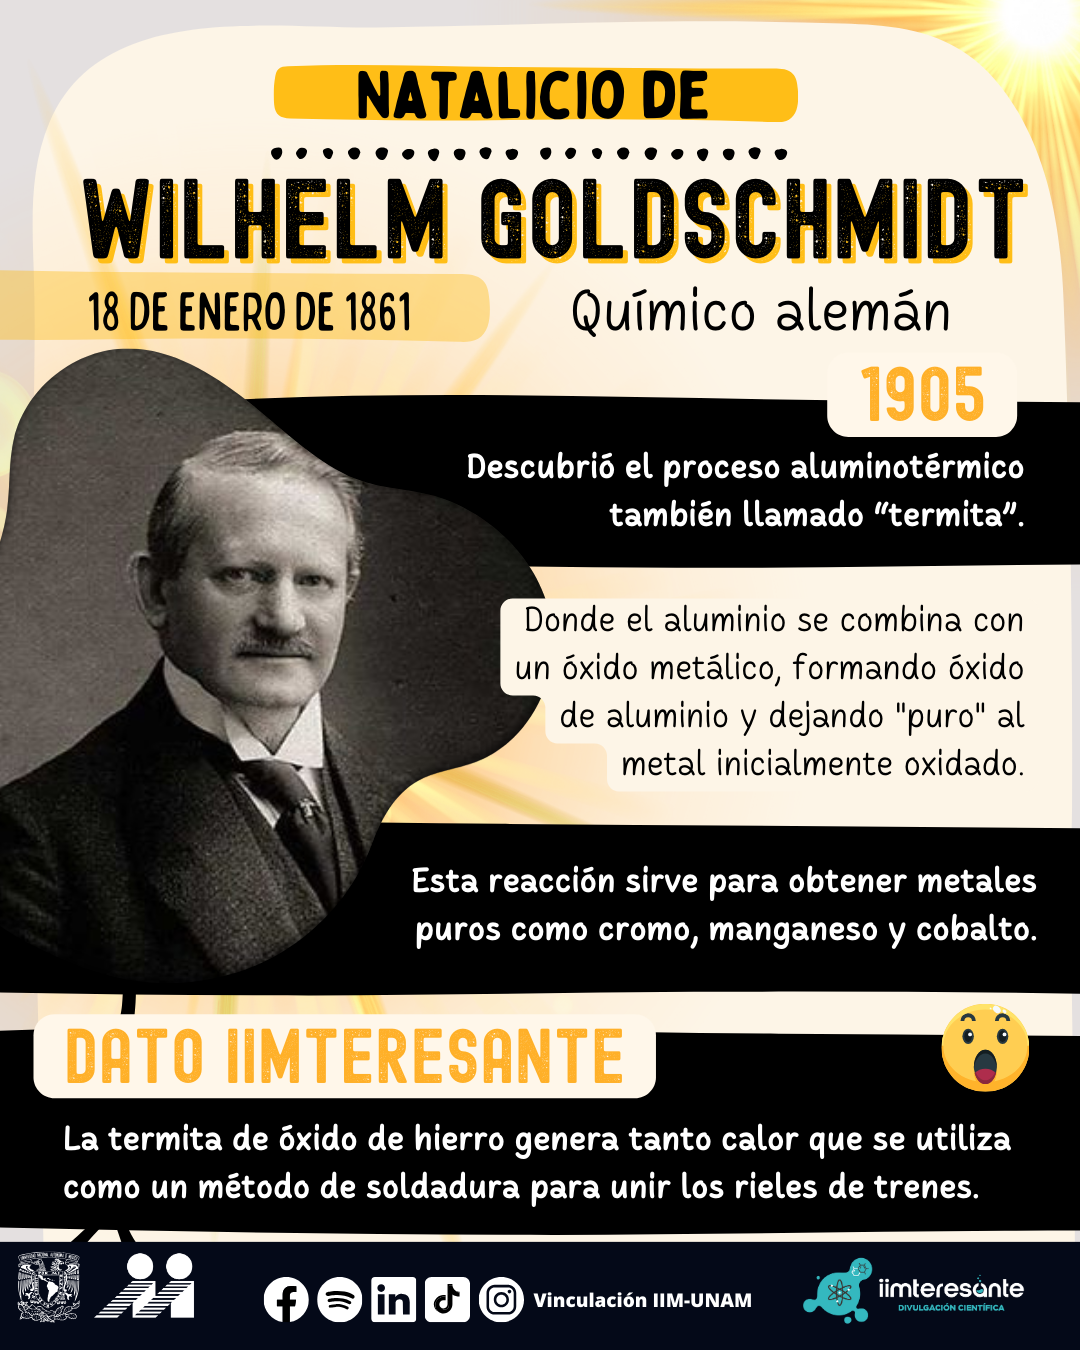 NATALICIO DE
WILHELM GOLDSCHMIDT
18 DE ENERO DE 1861
Químico alemán
1905
Descubrió el proceso aluminotérmico
también llamado “termita”.
Donde el aluminio se combina con
un óxido metálico, formando óxido
de aluminio y dejando "puro" al
metal inicialmente oxidado.
Esta reacción sirve para obtener metales
puros como cromo, manganeso y cobalto.
DATO IIMTERESANTE
La termita de óxido de hierro genera tanto calor que se utiliza
como un método de soldadura para unir los rieles de trenes.
Vinculación IIM-UNAM
iimteresante
DIVULGACIÓN CIENTÍFICA